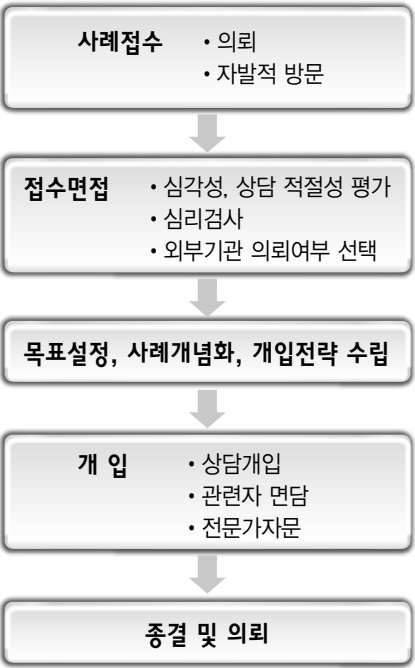 사례접수 • 의뢰
• 자발적 방문
접수면접 • 심각성, 상담 적절성 평가
• 심리검사
• 외부기관 의뢰여부 선택
목표설정, 사례개념화, 개입전략 수립
개 입 • 상담개입
• 관련자 면담
• 전문가자문
종결 및 의뢰